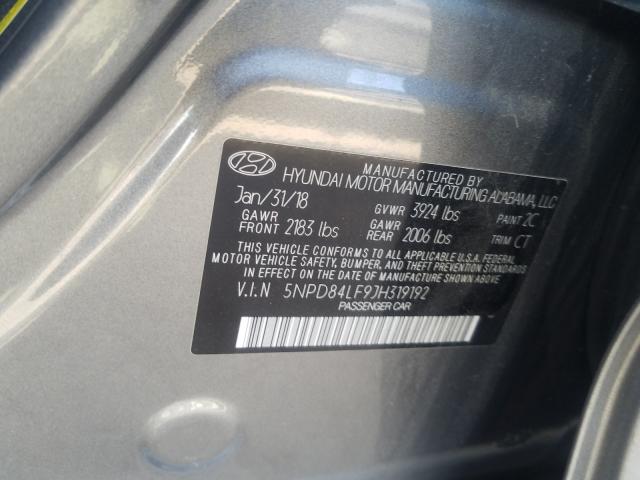 MANUFACTURED BY
HYUNDAI MOTOR MANUFACTURING ALABAMA, LLC
Jan/31/18 GVWR 3924 lbs PAINT 2C
GAWR FRONT 2183 lbs GAWR REAR 2006 lbs TRIM CT
THIS VEHICLE CONFORMS TO ALL APPLICABLE U.S.A. FEDERAL
MOTOR VEHICLE SAFETY, BUMPER, AND THEFT PREVENTION STANDARDS
IN EFFECT ON THE DATE OF MANUFACTURE SHOWN ABOVE.
V.I.N 5NPD84LF9JH319192
PASSENGER CAR